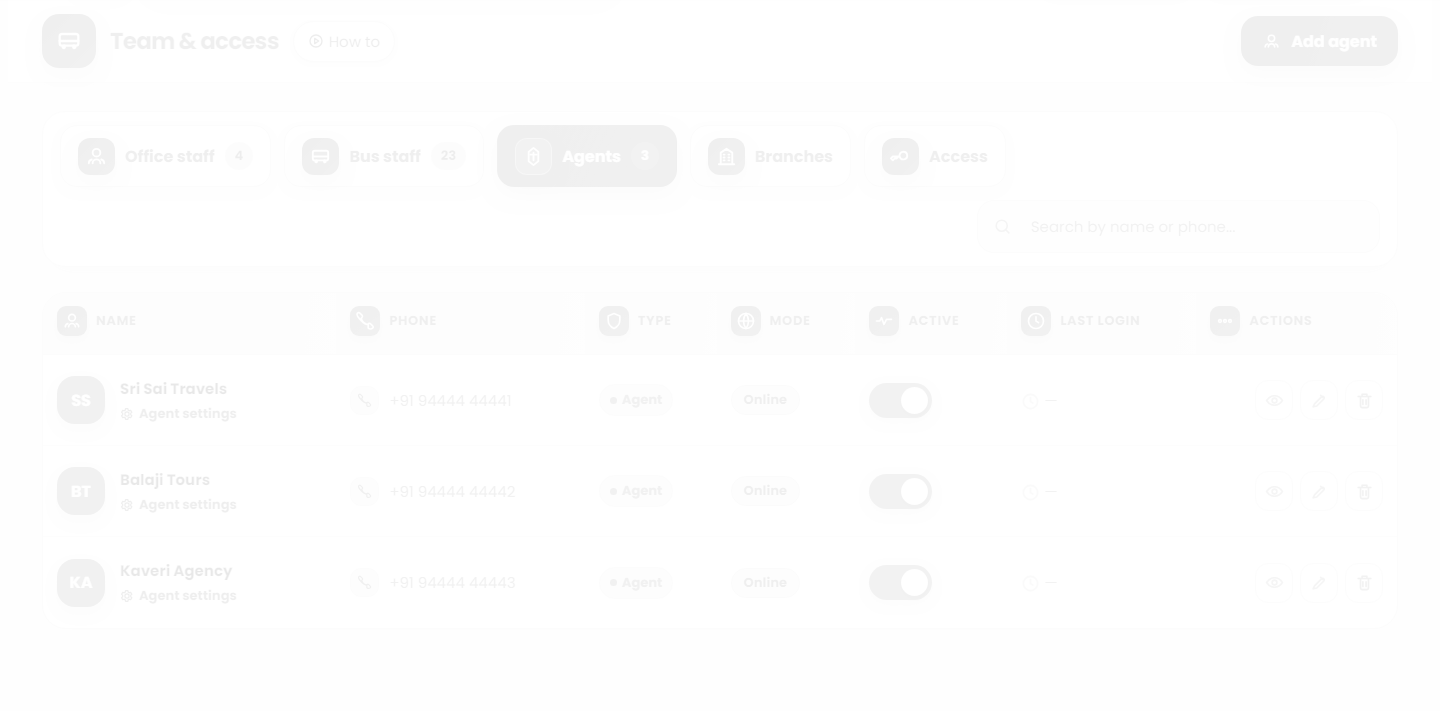 Team & access
How to
Add agent
Office staff 4
Bus staff 23
Agents 3
Branches
Access
Search by name or phone...
NAME PHONE TYPE MODE ACTIVE LAST LOGIN ACTIONS
SS Sri Sai Travels +91 94444 44441 Agent Online —
Agent settings
BT Balaji Tours +91 94444 44442 Agent Online —
Agent settings
KA Kaveri Agency +91 94444 44443 Agent Online —
Agent settings